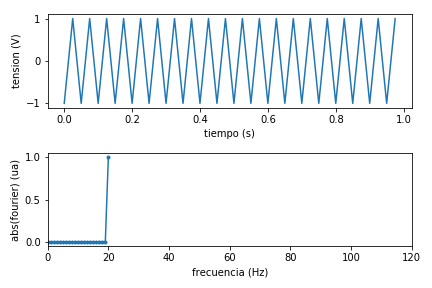 1
0
−1
tension (V)
0.0 0.2 0.4 0.6 0.8 1.0
tiempo (s)
1.0
0.5
0.0
abs(fourier) (ua)
0 20 40 60 80 100 120
frecuencia (Hz)